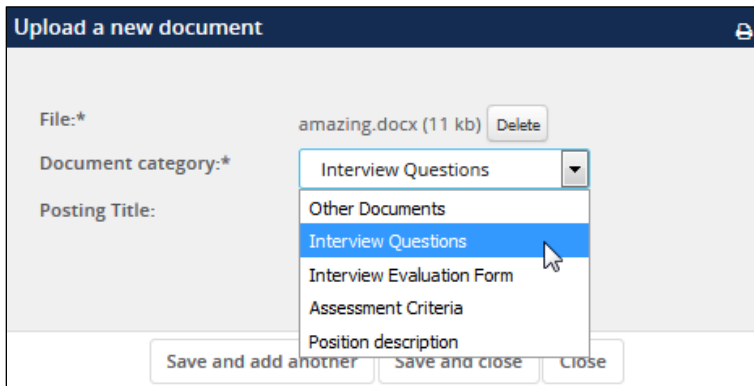 Upload a new document
File:*
amazing.docx (11 kb) Delete
Document category:*
Interview Questions
Posting Title:
Other Documents
Interview Questions
Interview Evaluation Form
Assessment Criteria
Position description
Save and add another Save and close Close